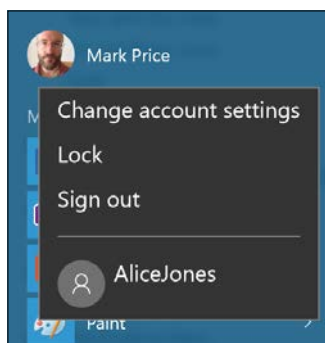 Mark Price
M
Change account settings
Lock
Sign out
AliceJones
Paint